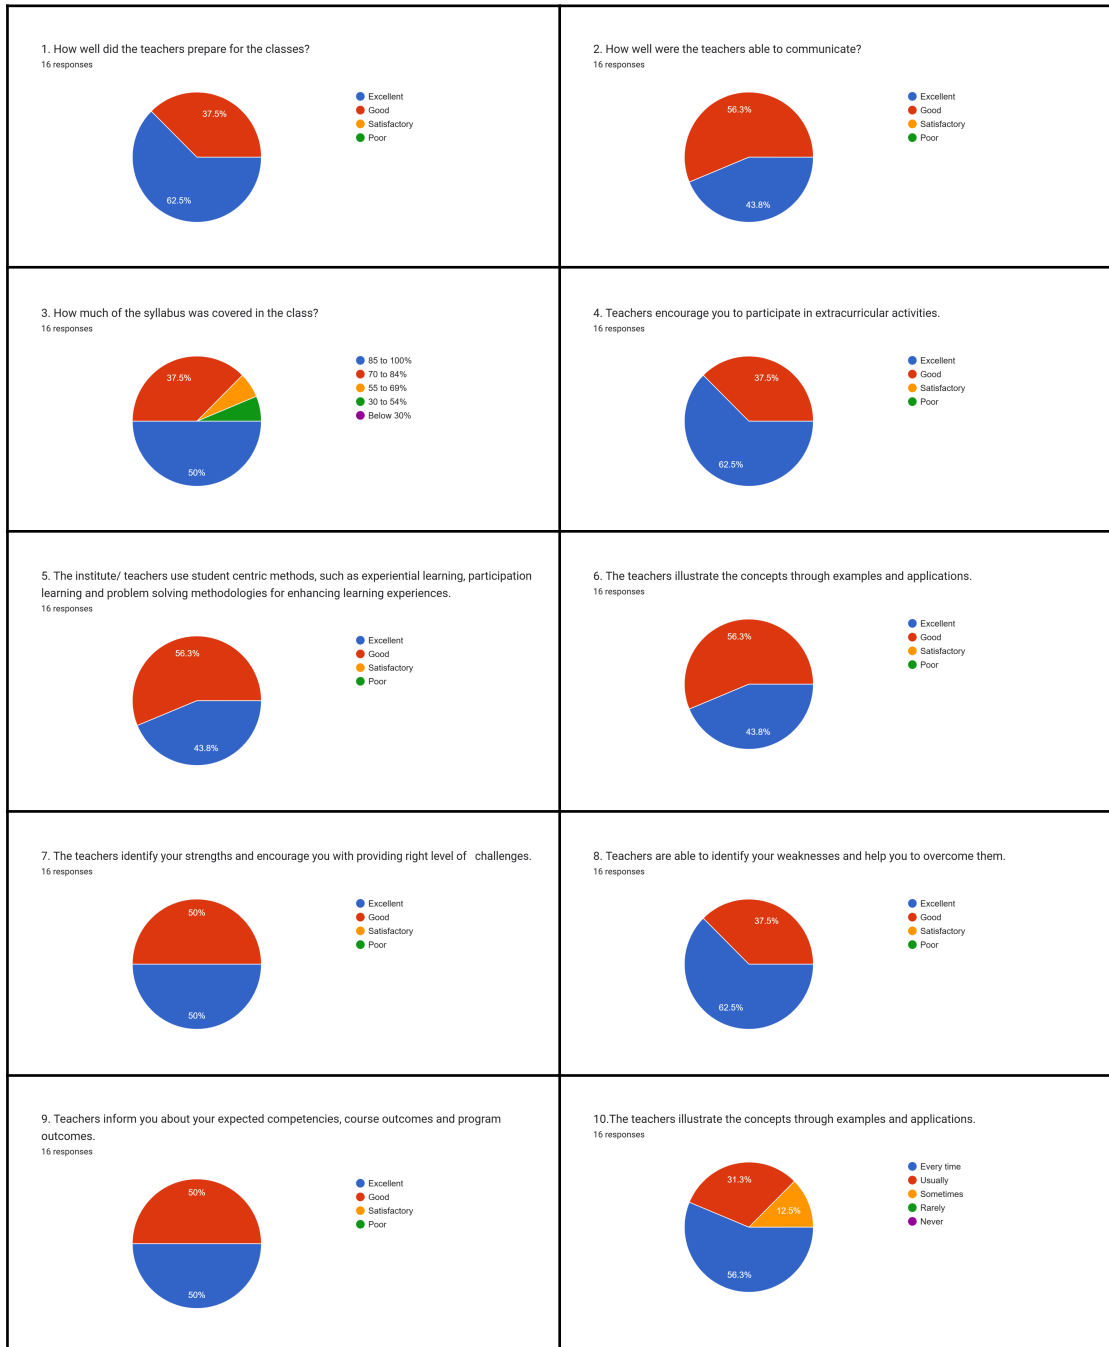 1. How well did the teachers prepare for the classes?
16 responses
37.5%
62.5%
Excellent
Good
Satisfactory
Poor
2. How well were the teachers able to communicate?
16 responses
56.3%
43.8%
Excellent
Good
Satisfactory
Poor
3. How much of the syllabus was covered in the class?
16 responses
37.5%
50%
85 to 100%
70 to 84%
55 to 69%
30 to 54%
Below 30%
4. Teachers encourage you to participate in extracurricular activities.
16 responses
37.5%
62.5%
Excellent
Good
Satisfactory
Poor
5. The institute/ teachers use student centric methods, such as experiential learning, participation
learning and problem solving methodologies for enhancing learning experiences.
16 responses
56.3%
43.8%
Excellent
Good
Satisfactory
Poor
6. The teachers illustrate the concepts through examples and applications.
16 responses
56.3%
43.8%
Excellent
Good
Satisfactory
Poor
7. The teachers identify your strengths and encourage you with providing right level of   challenges.
16 responses
50%
50%
Excellent
Good
Satisfactory
Poor
8. Teachers are able to identify your weaknesses and help you to overcome them.
16 responses
37.5%
62.5%
Excellent
Good
Satisfactory
Poor
9. Teachers inform you about your expected competencies, course outcomes and program
outcomes.
16 responses
50%
50%
Excellent
Good
Satisfactory
Poor
10.The teachers illustrate the concepts through examples and applications.
16 responses
31.3%
12.5%
56.3%
Every time
Usually
Sometimes
Rarely
Never